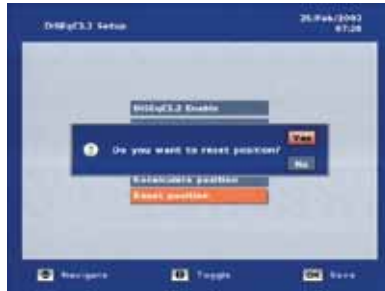 DiSEqC1.2 Setup
25.Feb/2003
07:28
DiSEqC1.2 Enable
Do you want to reset position?
Yes
No
Recalculate position
Reset position
Navigate
Toggle
OK Save